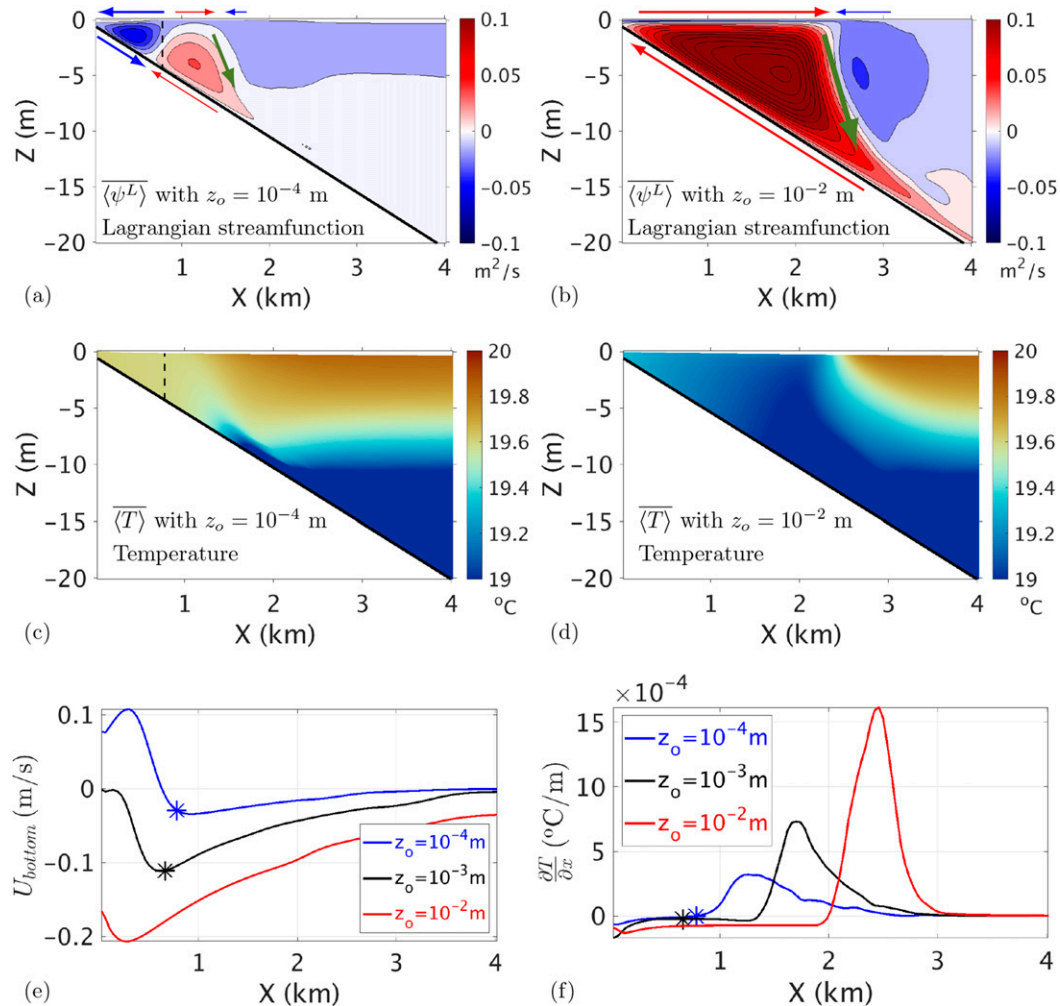 0
-5
-10
-15
-20
Z (m)
⟨ψ^L⟩ with z_o = 10^−4 m
Lagrangian streamfunction
1 2 3 4
X (km)
(a)
0.1
0.05
0
-0.05
-0.1
m²/s
0
-5
-10
-15
-20
Z (m)
⟨ψ^L⟩ with z_o = 10^−2 m
Lagrangian streamfunction
1 2 3 4
X (km)
(b)
0.1
0.05
0
-0.05
-0.1
m²/s
0
-5
-10
-15
-20
Z (m)
⟨T⟩ with z_o = 10^−4 m
Temperature
1 2 3 4
X (km)
(c)
20
19.8
19.6
19.4
19.2
19
°C
0
-5
-10
-15
-20
Z (m)
⟨T⟩ with z_o = 10^−2 m
Temperature
1 2 3 4
X (km)
(d)
20
19.8
19.6
19.4
19.2
19
°C
0.1
0
-0.1
-0.2
U_bottom (m/s)
z_o=10^-4m
z_o=10^-3m
z_o=10^-2m
1 2 3 4
X (km)
(e)
×10^-4
15
10
5
0
∂T/∂x (°C/m)
z_o=10^-4m
z_o=10^-3m
z_o=10^-2m
0 1 2 3 4
X (km)
(f)